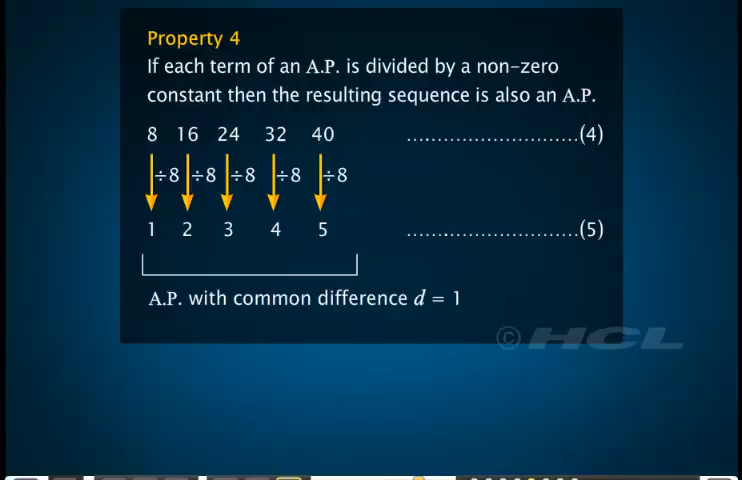 Property 4
If each term of an A.P. is divided by a non-zero
constant then the resulting sequence is also an A.P.
8 16 24 32 40 ..............................(4)
÷8 ÷8 ÷8 ÷8 ÷8
1 2 3 4 5 ..............................(5)
A.P. with common difference d = 1
© HCL